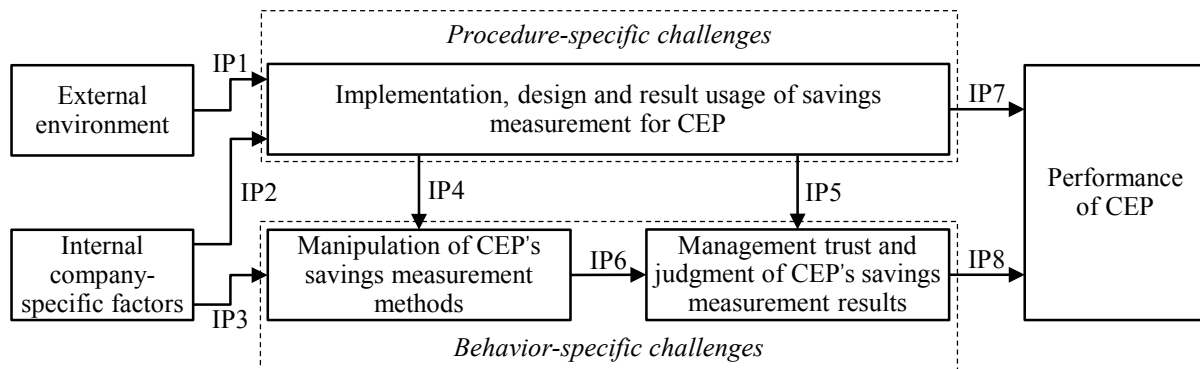 Procedure-specific challenges
IP1
External
environment
Implementation, design and result usage of savings
measurement for CEP
IP7
IP2
IP4
IP5
Performance
of CEP
Internal
company-
specific factors
IP3
Manipulation of CEP's
savings measurement
methods
IP6
Management trust and
judgment of CEP's savings
measurement results
IP8
Behavior-specific challenges